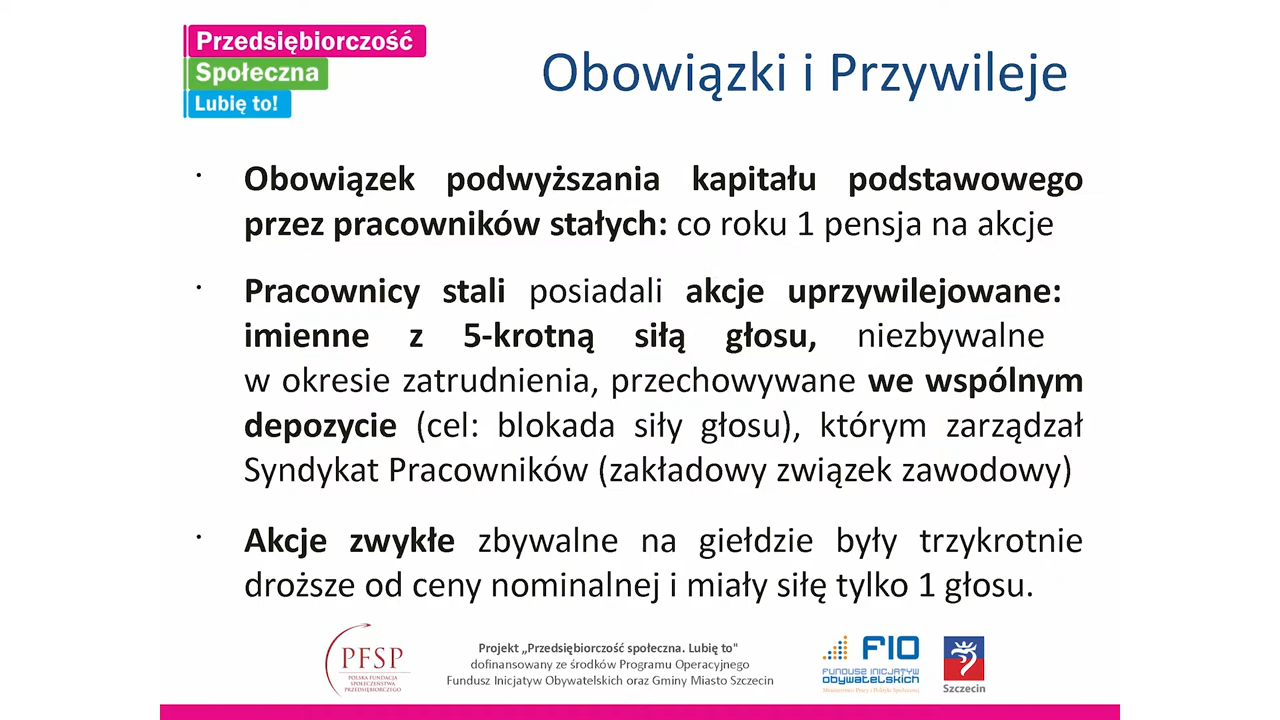 Przedsiębiorczość
Społeczna
Lubię to!
Obowiązki i Przywileje
· Obowiązek podwyższania kapitału podstawowego
przez pracowników stałych: co roku 1 pensja na akcje
· Pracownicy stali posiadali akcje uprzywilejowane:
imienne z 5-krotną siłą głosu, niezbywalne
w okresie zatrudnienia, przechowywane we wspólnym
depozycie (cel: blokada siły głosu), którym zarządzał
Syndykat Pracowników (zakładowy związek zawodowy)
· Akcje zwykłe zbywalne na giełdzie były trzykrotnie
droższe od ceny nominalnej i miały siłę tylko 1 głosu.
PFSP
POLSKA FUNDACJA
SPOŁECZEŃSTWA
PRZEDSIĘBIORCZEGO
Projekt „Przedsiębiorczość społeczna. Lubię to"
dofinansowany ze środków Programu Operacyjnego
Fundusz Inicjatyw Obywatelskich oraz Gminy Miasto Szczecin
FIO
FUNDUSZ INICJATYW
OBYWATELSKICH
Ministerstwo Pracy i Polityki Społecznej
Szczecin